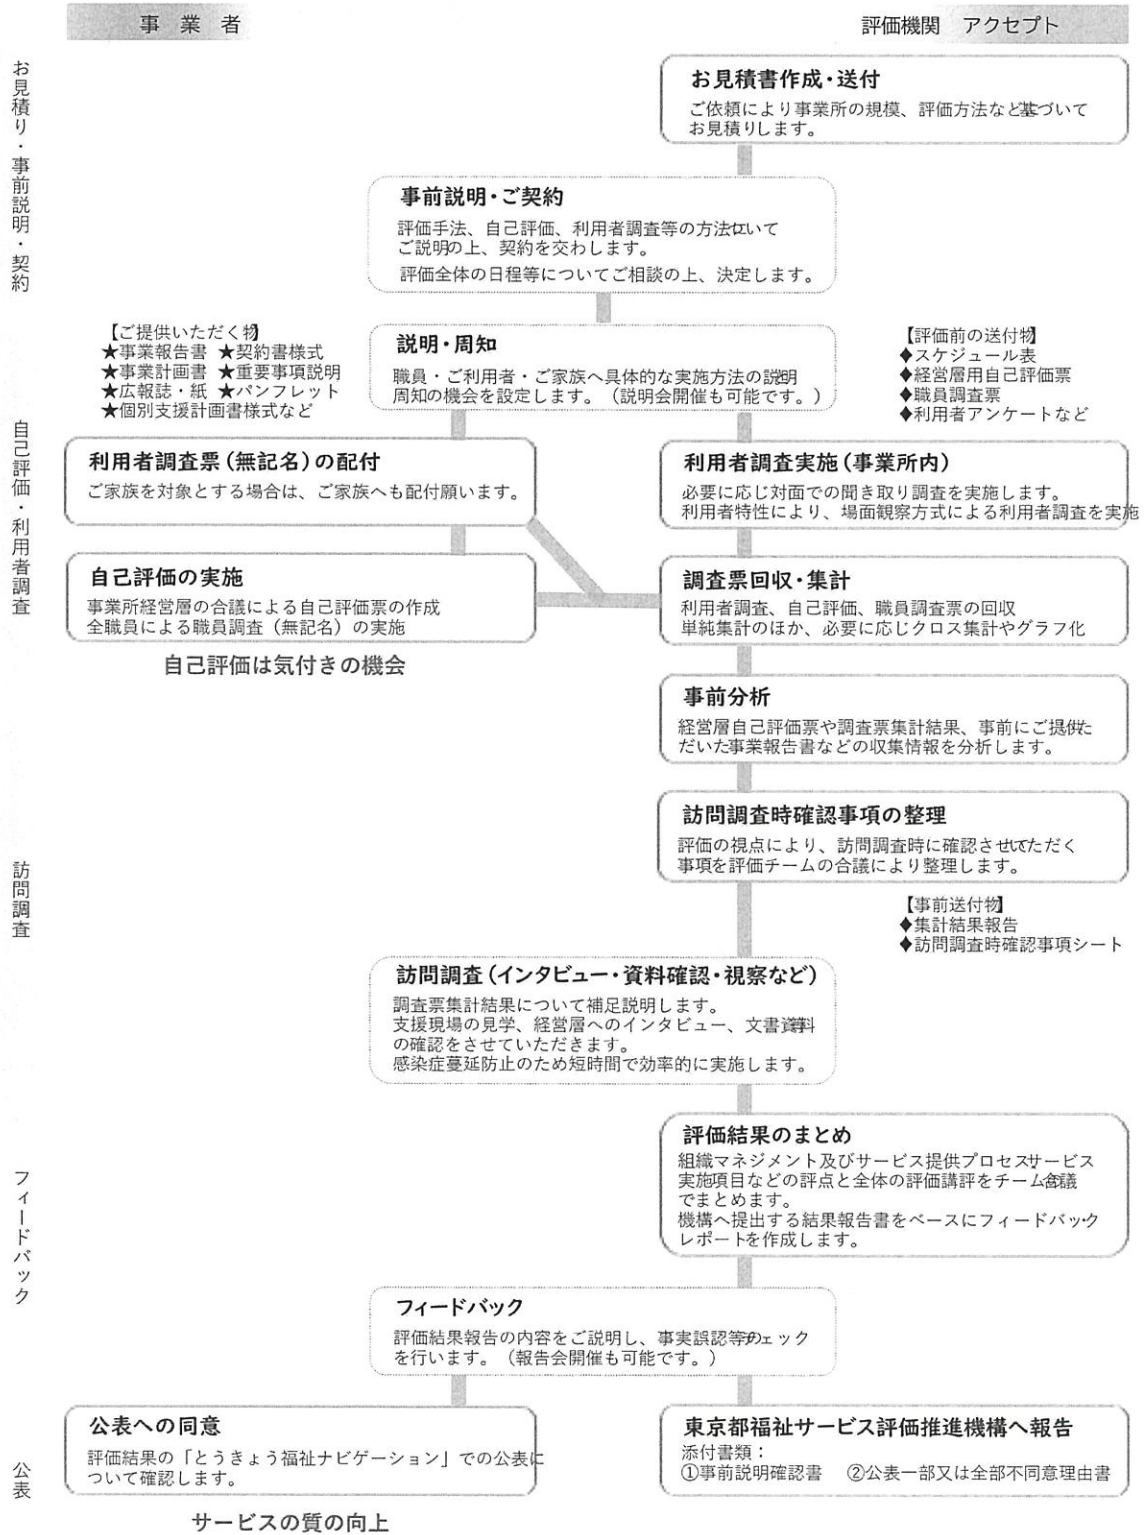 事業者
評価機関 アクセプト
お見積り・事前説明・契約
お見積書作成・送付
ご依頼により事業所の規模、評価方法などに基づいて
お見積りします。
事前説明・ご契約
評価手法、自己評価、利用者調査等の方法について
ご説明の上、契約を交わします。
評価全体の日程等についてご相談の上、決定します。
【ご提供いただく物】
★事業報告書 ★契約書様式
★事業計画書 ★重要事項説明
★広報誌・紙 ★パンフレット
★個別支援計画書様式など
説明・周知
職員・ご利用者・ご家族へ具体的な実施方法の説明
周知の機会を設定します。（説明会開催も可能です。）
【評価前の送付物】
◆スケジュール表
◆経営層用自己評価票
◆職員調査票
◆利用者アンケートなど
自己評価・利用者調査
利用者調査票（無記名）の配付
ご家族を対象とする場合は、ご家族へも配付願います。
利用者調査実施（事業所内）
必要に応じ対面での聞き取り調査を実施します。
利用者特性により、場面観察方式による利用者調査を実施
自己評価の実施
事業所経営層の合議による自己評価票の作成
全職員による職員調査（無記名）の実施
自己評価は気付きの機会
調査票回収・集計
利用者調査、自己評価、職員調査票の回収
単純集計のほか、必要に応じクロス集計やグラフ化
事前分析
経営層自己評価票や調査票集計結果、事前にご提供いた
だいた事業報告書などの収集情報を分析します。
訪問調査
訪問調査時確認事項の整理
評価の視点により、訪問調査時に確認させていただく
事項を評価チームの合議により整理します。
【事前送付物】
◆集計結果報告
◆訪問調査時確認事項シート
訪問調査（インタビュー・資料確認・視察など）
調査票集計結果について補足説明します。
支援現場の見学、経営層へのインタビュー、文書資料等
の確認をさせていただきます。
感染症蔓延防止のため短時間で効率的に実施します。
フィードバック
評価結果のまとめ
組織マネジメント及びサービス提供プロセス、サービス
実施項目などの評点と全体の評価講評をチーム合議
でまとめます。
機構へ提出する結果報告書をベースにフィードバック
レポートを作成します。
フィードバック
評価結果報告の内容をご説明し、事実誤認等のチェック
を行います。（報告会開催も可能です。）
公表
公表への同意
評価結果の「とうきょう福祉ナビゲーション」での公表に
ついて確認します。
サービスの質の向上
東京都福祉サービス評価推進機構へ報告
添付書類：
①事前説明確認書 ②公表一部又は全部不同意理由書